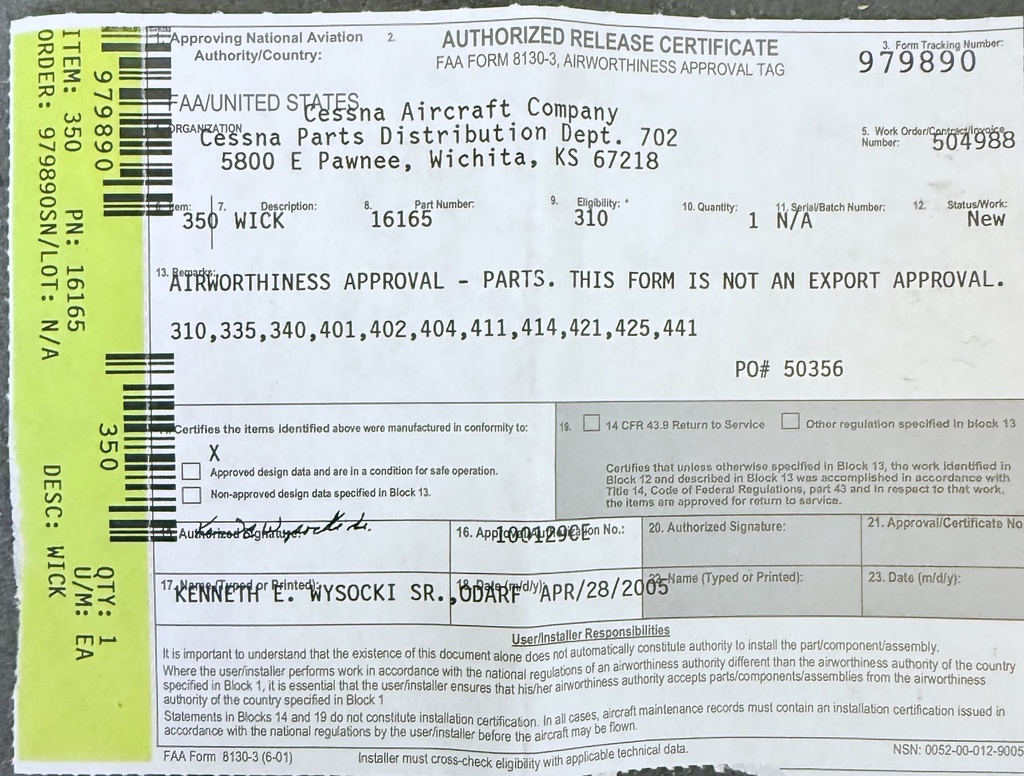 ITEM: 350 PN: 16165
ORDER: 979890SN/LOT: N/A
979890
350
DESC: WICK
QTY: 1
U/M: EA
1. Approving National Aviation
Authority/Country:
2.
AUTHORIZED RELEASE CERTIFICATE
FAA FORM 8130-3, AIRWORTHINESS APPROVAL TAG
3. Form Tracking Number:
979890
FAA/UNITED STATES
ORGANIZATION
Cessna Aircraft Company
Cessna Parts Distribution Dept. 702
5800 E Pawnee, Wichita, KS 67218
5. Work Order/Contract/Invoice
Number: 504988
Item: 7. Description: 8. Part Number: 9. Eligibility: * 10. Quantity: 11. Serial/Batch Number: 12. Status/Work:
350 WICK 16165 310 1 N/A New
13. Remarks:
AIRWORTHINESS APPROVAL - PARTS. THIS FORM IS NOT AN EXPORT APPROVAL.
310,335,340,401,402,404,411,414,421,425,441
PO# 50356
Certifies the items identified above were manufactured in conformity to:
X
Approved design data and are in a condition for safe operation.
Non-approved design data specified in Block 13.
19. 14 CFR 43.9 Return to Service Other regulation specified in block 13
Certifies that unless otherwise specified in Block 13, the work identified in
Block 12 and described in Block 13 was accomplished in accordance with
Title 14, Code of Federal Regulations, part 43 and in respect to that work,
the items are approved for return to service.
15. Authorized Signature:
16. Approval/Authorization No.:
100129CE
20. Authorized Signature:
21. Approval/Certificate No
17. Name (Typed or Printed):
KENNETH E. WYSOCKI SR.,ODARF
18. Date (m/d/y):
APR/28/2005
22. Name (Typed or Printed):
23. Date (m/d/y):
User/Installer Responsibilities
It is important to understand that the existence of this document alone does not automatically constitute authority to install the part/component/assembly.
Where the user/installer performs work in accordance with the national regulations of an airworthiness authority different than the airworthiness authority of the country
specified in Block 1, it is essential that the user/installer ensures that his/her airworthiness authority accepts parts/components/assemblies from the airworthiness
authority of the country specified in Block 1
Statements in Blocks 14 and 19 do not constitute installation certification. In all cases, aircraft maintenance records must contain an installation certification issued in
accordance with the national regulations by the user/installer before the aircraft may be flown.
FAA Form 8130-3 (6-01)
Installer must cross-check eligibility with applicable technical data.
NSN: 0052-00-012-9005